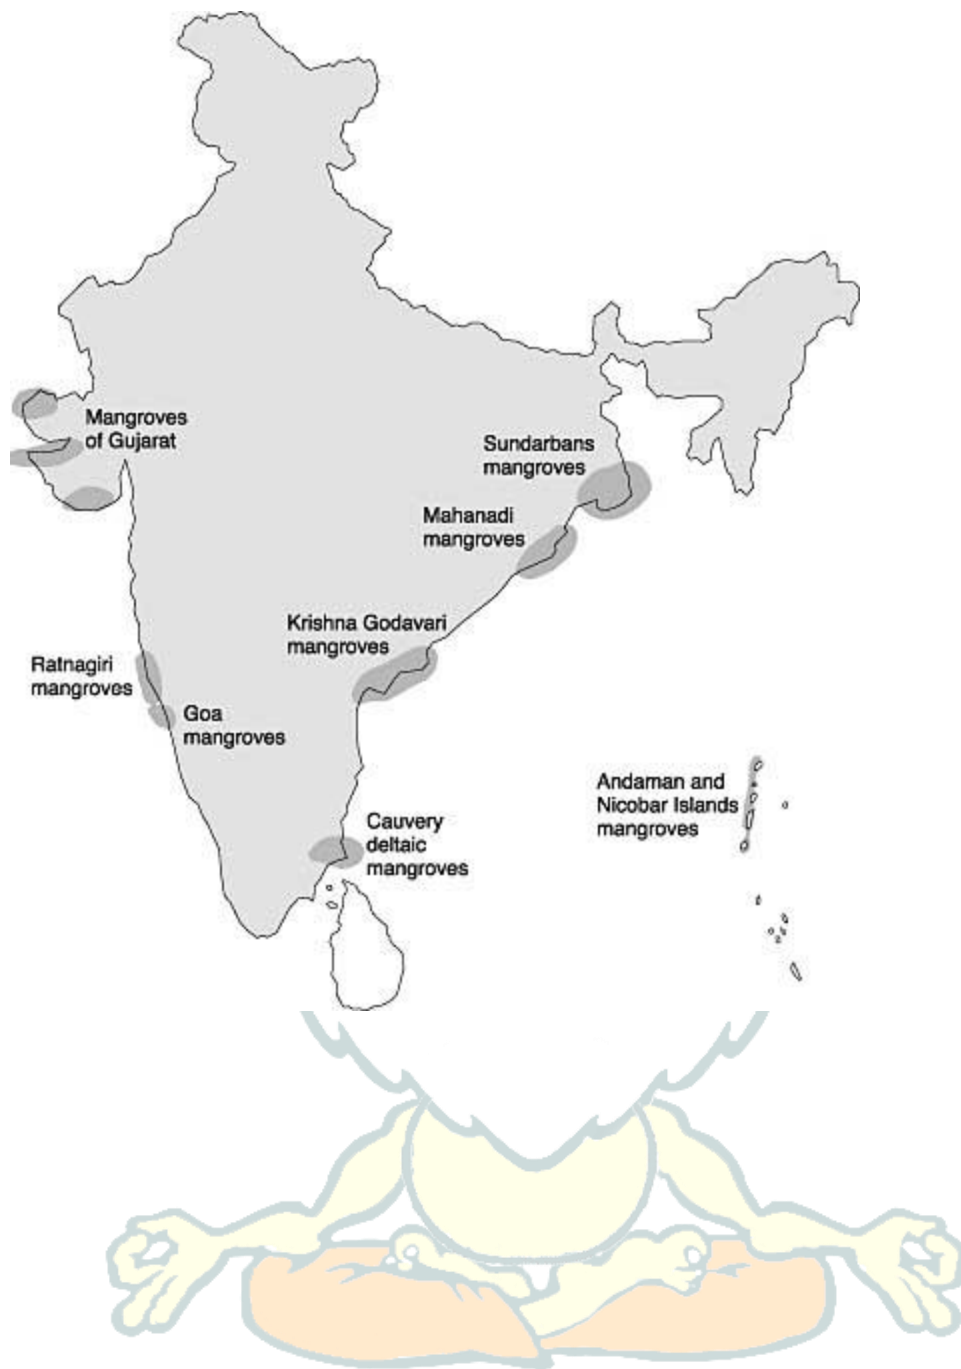 Mangroves
of Gujarat
Sundarbans
mangroves
Mahanadi
mangroves
Krishna Godavari
mangroves
Ratnagiri
mangroves
Goa
mangroves
Andaman and
Nicobar Islands
mangroves
Cauvery
deltaic
mangroves